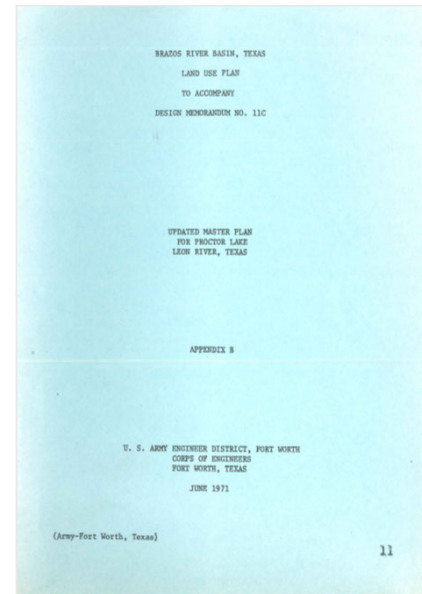 BRAZOS RIVER BASIN, TEXAS
LAND USE PLAN
TO ACCOMPANY
DESIGN MEMORANDUM NO. 11C
UPDATED MASTER PLAN
FOR PROCTOR LAKE
LEON RIVER, TEXAS
APPENDIX B
U. S. ARMY ENGINEER DISTRICT, FORT WORTH
CORPS OF ENGINEERS
FORT WORTH, TEXAS
JUNE 1971
(Army-Fort Worth, Texas)
11